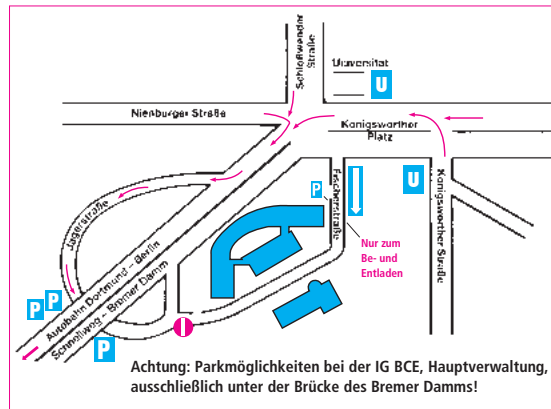 Schloßwender
Straße
Universität
U
Nienburger Straße
Königsworther
Platz
P
Fischerstraße
U
Königsworther Straße
Jägerstraße
Nur zum
Be- und
Entladen
P
P
Autobahn Dortmund – Berlin
Schnellweg – Bremer Damm
P
Achtung: Parkmöglichkeiten bei der IG BCE, Hauptverwaltung,
ausschließlich unter der Brücke des Bremer Damms!